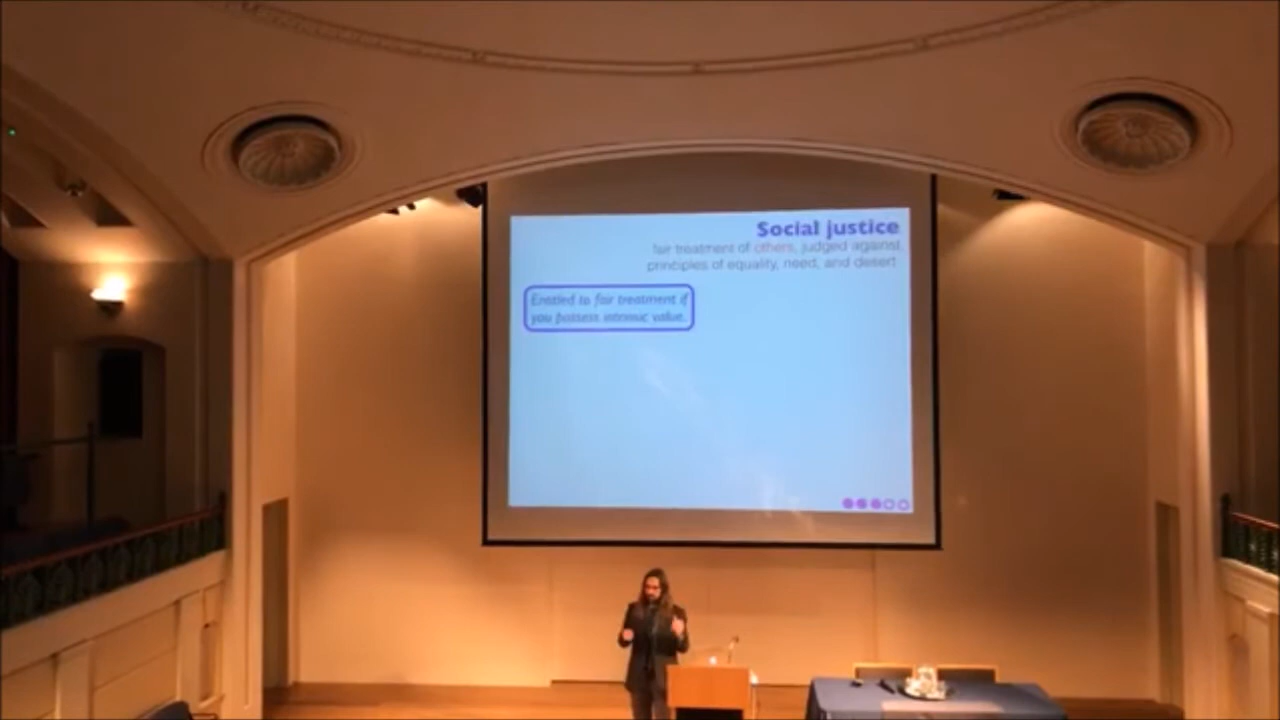 Social justice
fair treatment of others, judged against
principles of equality, need, and desert
Entitled to fair treatment if
you possess intrinsic value.